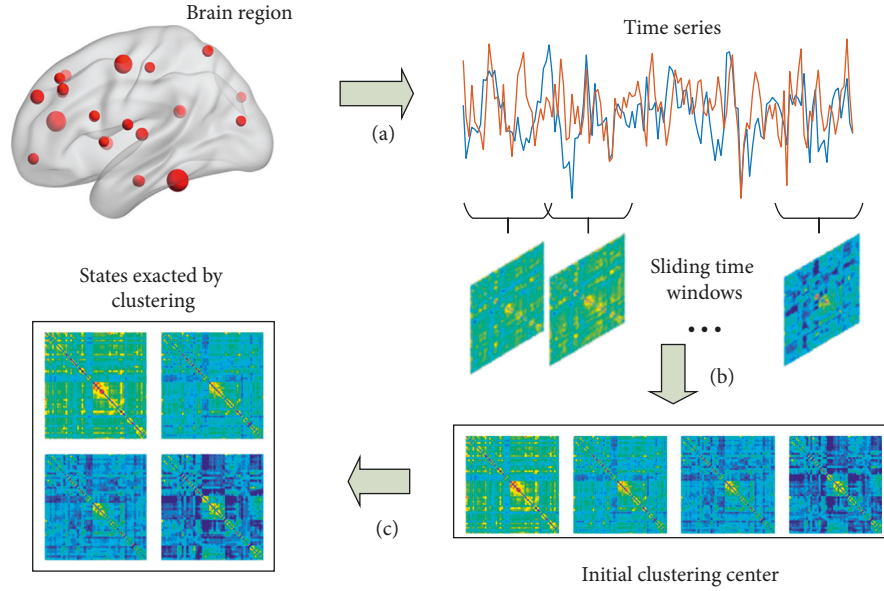 Brain region
Time series
(a)
Sliding time
windows
(b)
States exacted by
clustering
(c)
Initial clustering center